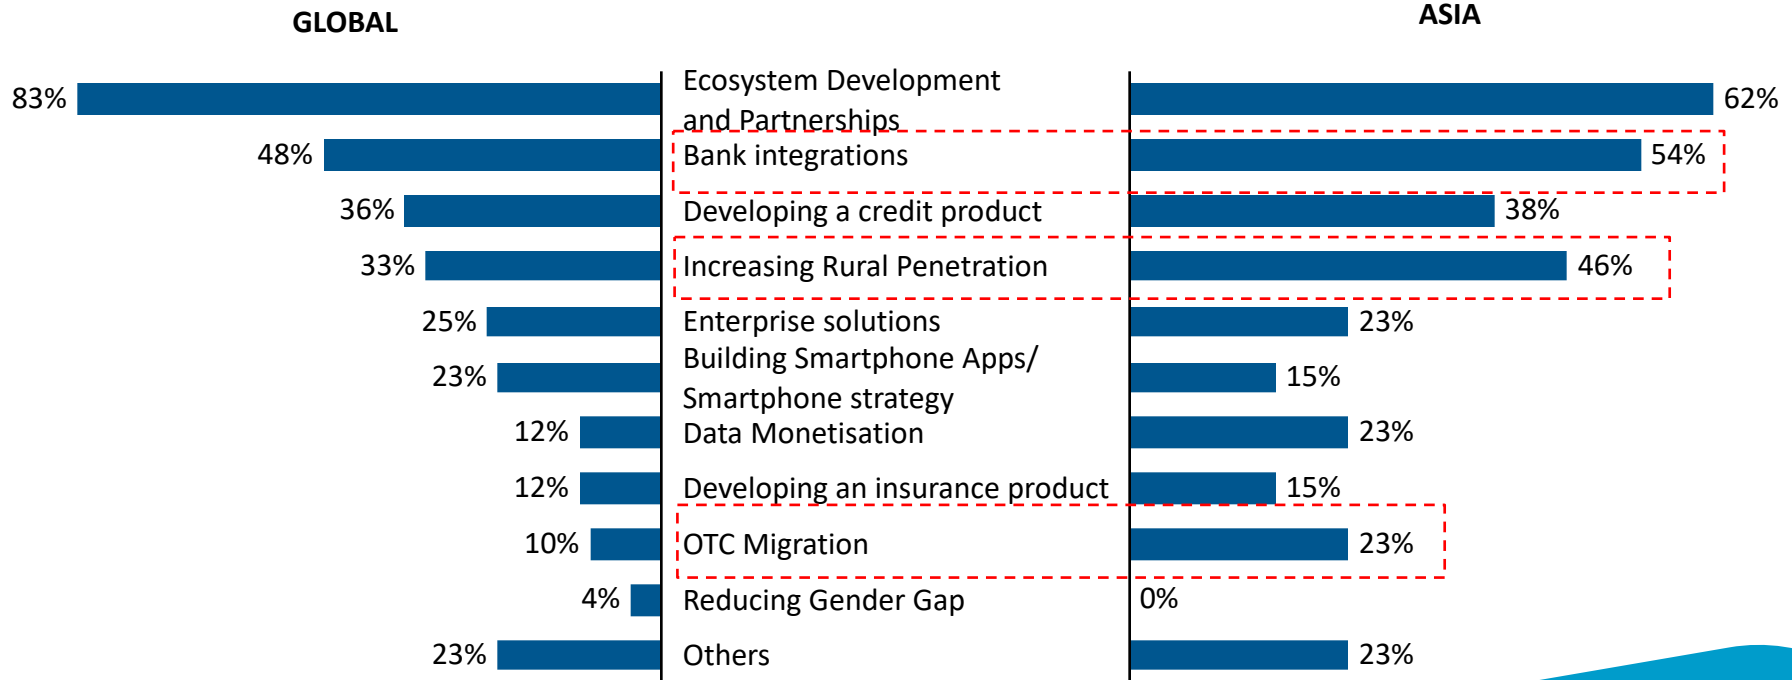 GLOBAL
ASIA
83%
Ecosystem Development
and Partnerships
62%
48%
Bank integrations
54%
36%
Developing a credit product
38%
33%
Increasing Rural Penetration
46%
25%
Enterprise solutions
23%
23%
Building Smartphone Apps/
Smartphone strategy
15%
12%
Data Monetisation
23%
12%
Developing an insurance product
15%
10%
OTC Migration
23%
4%
Reducing Gender Gap
0%
23%
Others
23%